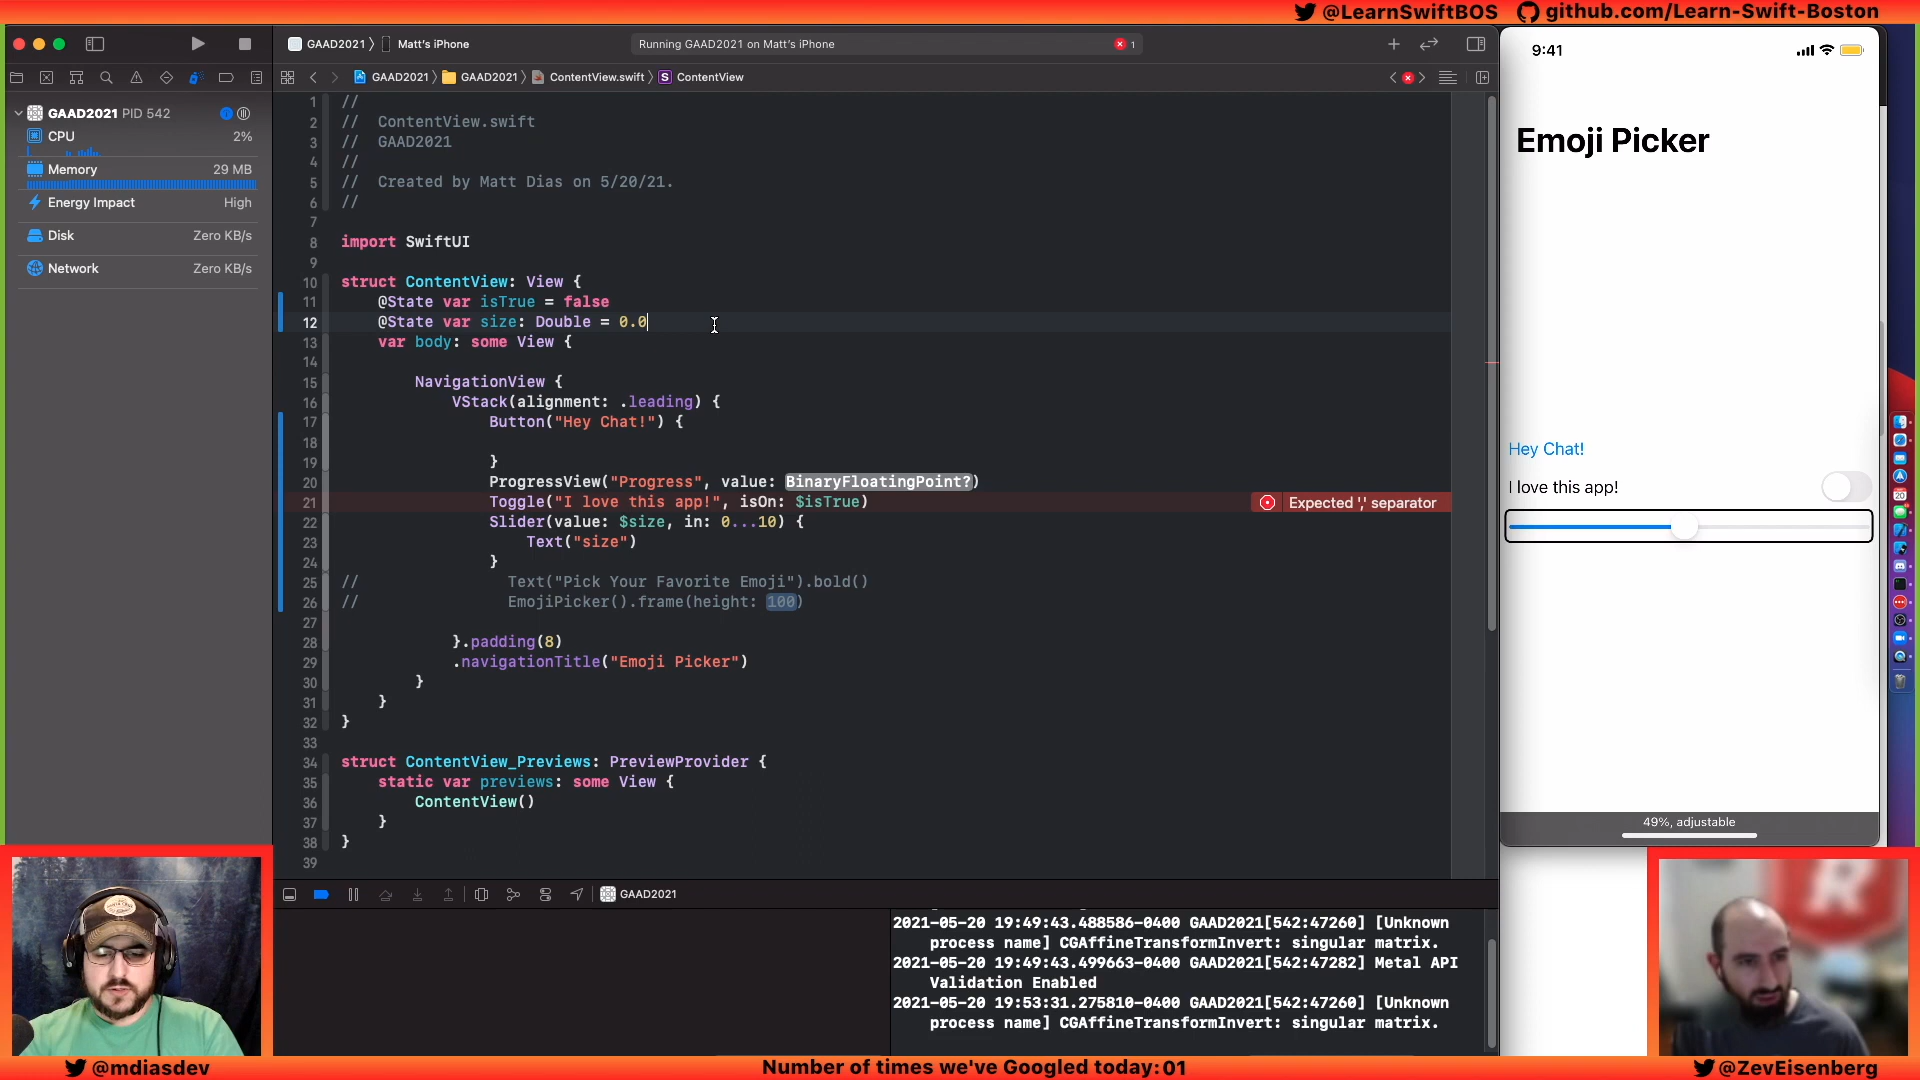 @LearnSwiftBOS github.com/Learn-Swift-Boston
GAAD2021 Matt's iPhone
Running GAAD2021 on Matt's iPhone
1
GAAD2021 GAAD2021 ContentView.swift S ContentView
GAAD2021 PID 542
CPU 2%
Memory 29 MB
Energy Impact High
Disk Zero KB/s
Network Zero KB/s
1 //
2 // ContentView.swift
3 // GAAD2021
4 //
5 // Created by Matt Dias on 5/20/21.
6 //
7
8 import SwiftUI
9
10 struct ContentView: View {
11 @State var isTrue = false
12 @State var size: Double = 0.0
13 var body: some View {
14
15 NavigationView {
16 VStack(alignment: .leading) {
17 Button("Hey Chat!") {
18
19 }
20 ProgressView("Progress", value: BinaryFloatingPoint?)
21 Toggle("I love this app!", isOn: $isTrue)
Expected ',' separator
22 Slider(value: $size, in: 0...10) {
23 Text("size")
24 }
25 // Text("Pick Your Favorite Emoji").bold()
26 // EmojiPicker().frame(height: 100)
27
28 }.padding(8)
29 .navigationTitle("Emoji Picker")
30 }
31 }
32 }
33
34 struct ContentView_Previews: PreviewProvider {
35 static var previews: some View {
36 ContentView()
37 }
38 }
39
GAAD2021
2021-05-20 19:49:43.488586-0400 GAAD2021[542:47260] [Unknown
process name] CGAffineTransformInvert: singular matrix.
2021-05-20 19:49:43.499663-0400 GAAD2021[542:47282] Metal API
Validation Enabled
2021-05-20 19:53:31.275810-0400 GAAD2021[542:47260] [Unknown
process name] CGAffineTransformInvert: singular matrix.
9:41
Emoji Picker
Hey Chat!
I love this app!
49%, adjustable
@mdiasdev
Number of times we've Googled today: 01
@ZevEisenberg